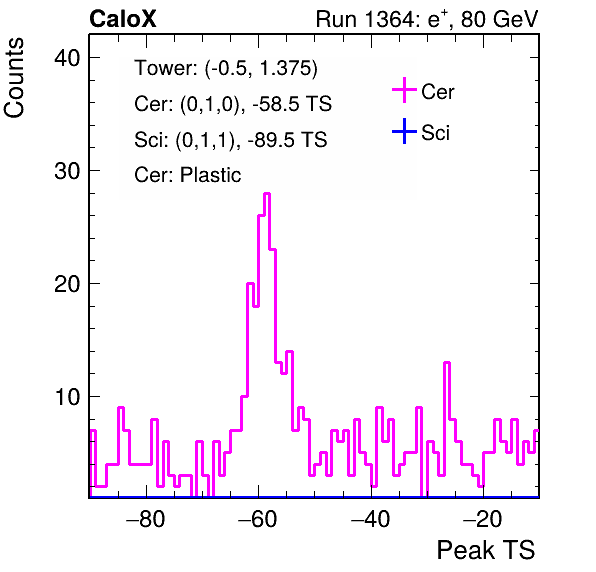 CaloX Run 1364: e⁺, 80 GeV
Counts
Tower: (-0.5, 1.375)
Cer: (0,1,0), -58.5 TS
Sci: (0,1,1), -89.5 TS
Cer: Plastic
Cer
Sci
40
30
20
10
−80 −60 −40 −20
Peak TS